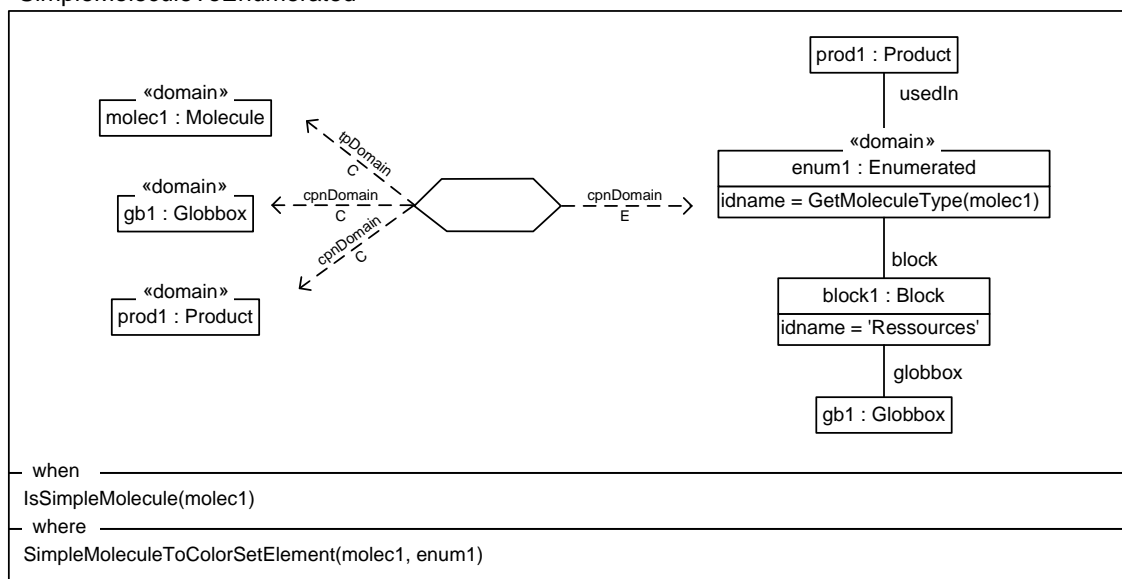 SimpleMoleculeToEnumerated
prod1 : Product
usedIn
«domain»
molec1 : Molecule
tpDomain
C
«domain»
enum1 : Enumerated
idname = GetMoleculeType(molec1)
«domain»
gb1 : Globbox
cpnDomain
C
cpnDomain
E
cpnDomain
C
block
«domain»
prod1 : Product
block1 : Block
idname = 'Ressources'
globbox
gb1 : Globbox
when
IsSimpleMolecule(molec1)
where
SimpleMoleculeToColorSetElement(molec1, enum1)